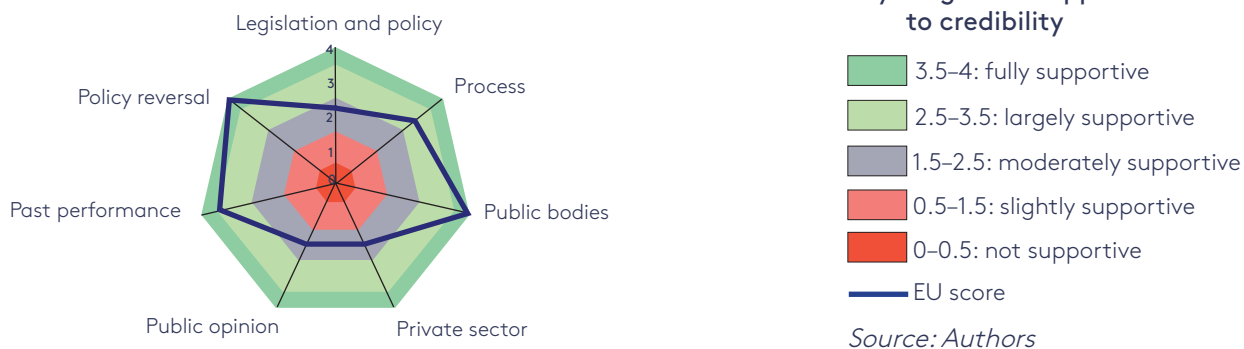 Legislation and policy
4
3
2
1
0
Process
Policy reversal
Past performance
Public bodies
Public opinion
Private sector
to credibility
3.5–4: fully supportive
2.5–3.5: largely supportive
1.5–2.5: moderately supportive
0.5–1.5: slightly supportive
0–0.5: not supportive
EU score
Source: Authors